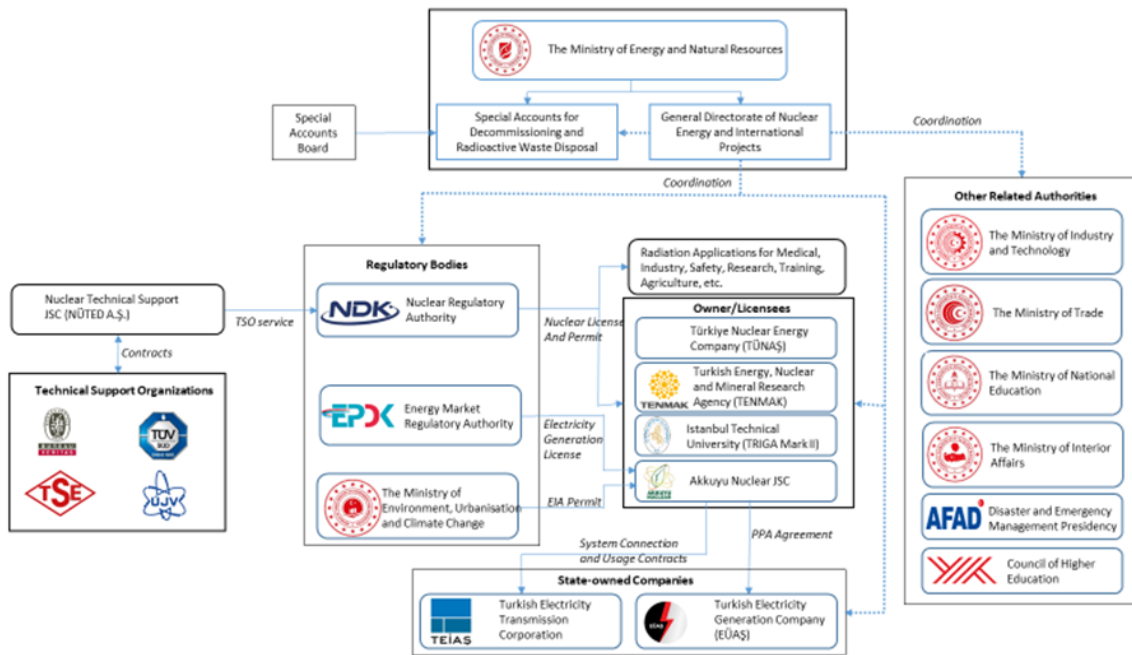 The Ministry of Energy and Natural Resources
Special
Accounts
Board
Special Accounts for
Decommissioning and
Radioactive Waste Disposal
General Directorate of Nuclear
Energy and International
Projects
Coordination
Coordination
Other Related Authorities
The Ministry of Industry
and Technology
The Ministry of Trade
The Ministry of National
Education
The Ministry of Interior
Affairs
AFAD
Disaster and Emergency
Management Presidency
Council of Higher
Education
Regulatory Bodies
NDK
Nuclear Regulatory
Authority
EPDK
Energy Market
Regulatory Authority
The Ministry of
Environment, Urbanisation
and Climate Change
Nuclear Technical Support
JSC (NÜTED A.Ş.)
TSO service
Contracts
Technical Support Organizations
BUREAU
VERITAS
TÜV
SÜD
TSE
UJV
Radiation Applications for Medical,
Industry, Safety, Research, Training,
Agriculture, etc.
Nuclear License
And Permit
Electricity
Generation
License
EIA Permit
Owner/Licensees
Türkiye Nuclear Energy
Company (TÜNAŞ)
TENMAK
Turkish Energy, Nuclear
and Mineral Research
Agency (TENMAK)
Istanbul Technical
University (TRIGA Mark II)
AKKUYU
NUCLEAR
Akkuyu Nuclear JSC
System Connection
and Usage Contracts
PPA Agreement
State-owned Companies
TEİAŞ
Turkish Electricity
Transmission
Corporation
EÜAŞ
Turkish Electricity
Generation Company
(EÜAŞ)